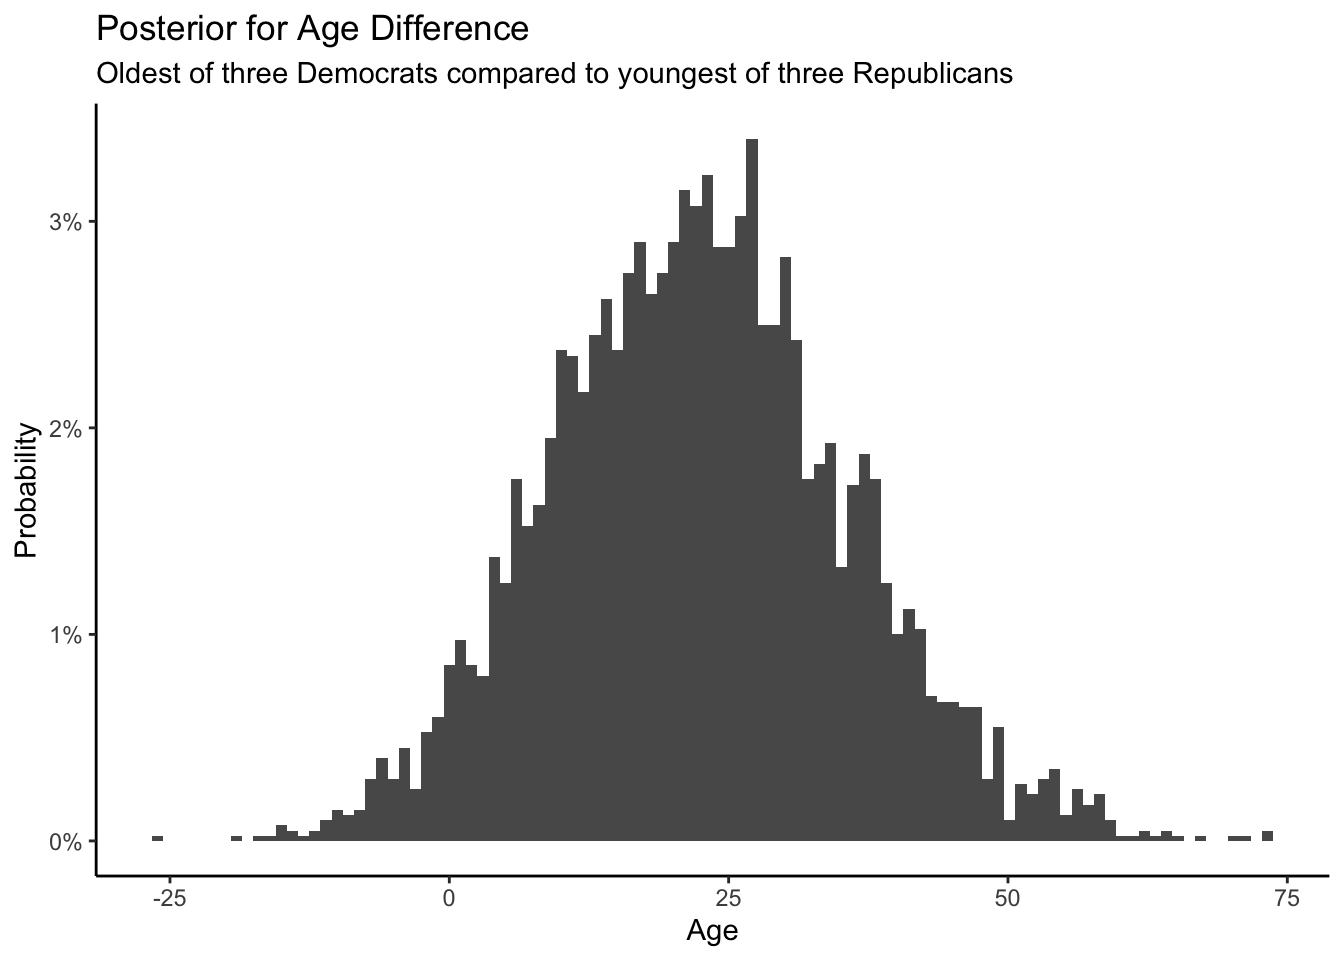 Posterior for Age Difference
Oldest of three Democrats compared to youngest of three Republicans
3%
2%
1%
0%
Probability
-25
0
25
50
75
Age